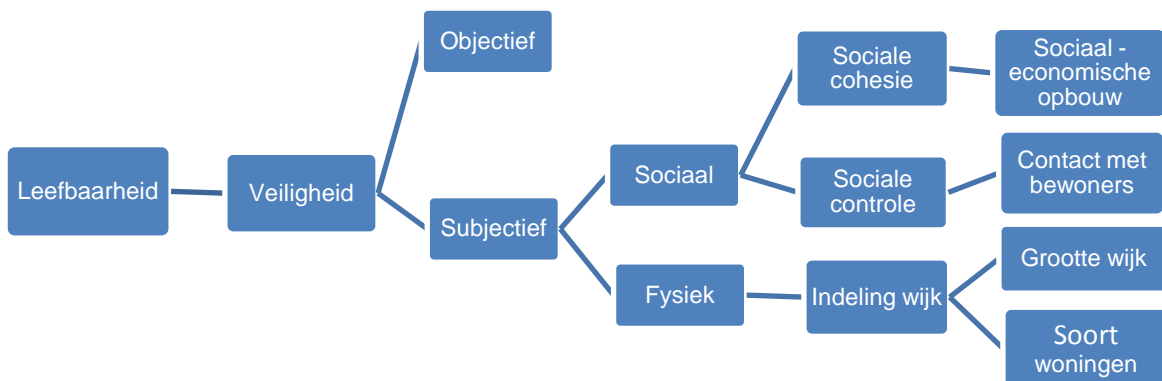 Leefbaarheid
Veiligheid
Objectief
Subjectief
Sociaal
Fysiek
Sociale
cohesie
Sociale
controle
Indeling wijk
Sociaal -
economische
opbouw
Contact met
bewoners
Grootte wijk
Soort
woningen